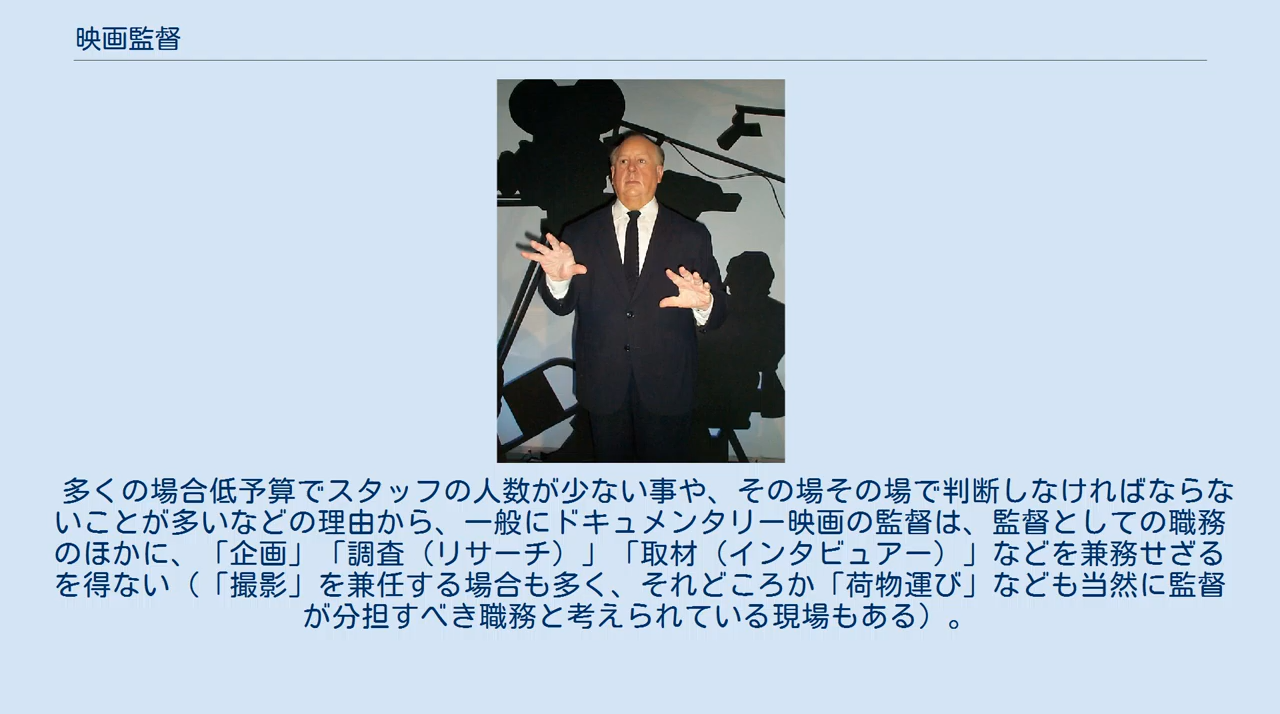 映画監督
多くの場合低予算でスタッフの人数が少ない事や、その場その場で判断しなければならな
いことが多いなどの理由から、一般にドキュメンタリー映画の監督は、監督としての職務
のほかに、「企画」「調査（リサーチ）」「取材（インタビュアー）」などを兼務せざる
を得ない（「撮影」を兼任する場合も多く、それどころか「荷物運び」なども当然に監督
が分担すべき職務と考えられている現場もある）。